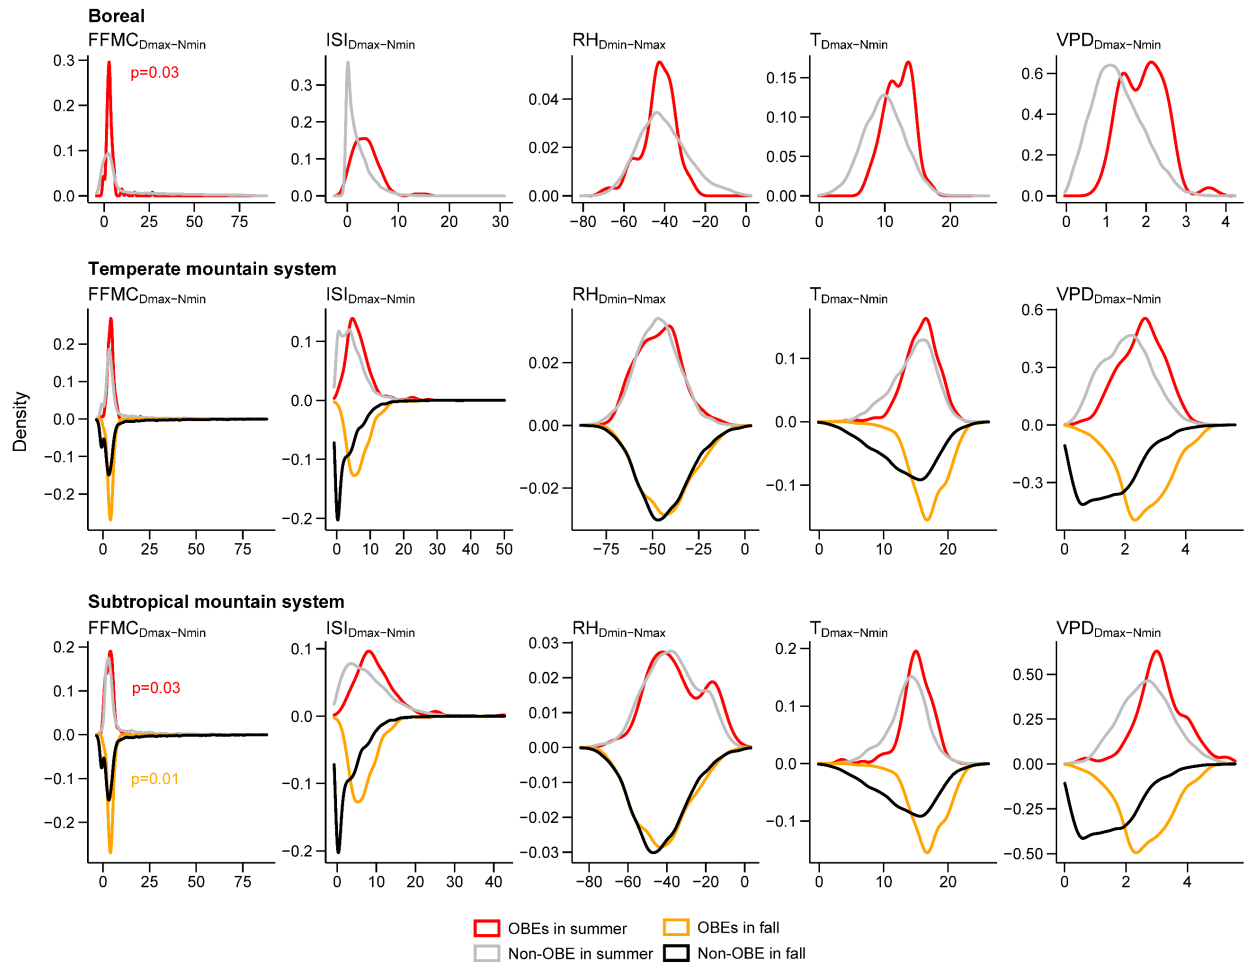 Boreal
FFMCDmax−Nmin ISIDmax−Nmin RHDmin−Nmax TDmax−Nmin VPDDmax−Nmin
p=0.03
0.3 0.2 0.1 0.0
0.3 0.2 0.1 0.0
0.04 0.02 0.00
0.15 0.10 0.05 0.00
0.6 0.4 0.2 0.0
0 25 50 75 0 10 20 30 −80 −60 −40 −20 0 0 10 20 0 1 2 3 4
Temperate mountain system
FFMCDmax−Nmin ISIDmax−Nmin RHDmin−Nmax TDmax−Nmin VPDDmax−Nmin
0.2 0.1 0.0 −0.1 −0.2
0.1 0.0 −0.1 −0.2
0.02 0.00 −0.02
0.1 0.0 −0.1
0.6 0.3 0.0 −0.3
0 25 50 75 0 10 20 30 40 50 −75 −50 −25 0 0 10 20 0 2 4
Density
Subtropical mountain system
FFMCDmax−Nmin ISIDmax−Nmin RHDmin−Nmax TDmax−Nmin VPDDmax−Nmin
p=0.03
p=0.01
0.2 0.1 0.0 −0.1 −0.2
0.1 0.0 −0.1 −0.2
0.03 0.02 0.01 0.00 −0.01 −0.02 −0.03
0.2 0.1 0.0 −0.1
0.50 0.25 0.00 −0.25 −0.50
0 25 50 75 0 10 20 30 40 −80 −60 −40 −20 0 0 10 20 0 2 4
OBEs in summer OBEs in fall
Non−OBE in summer Non−OBE in fall